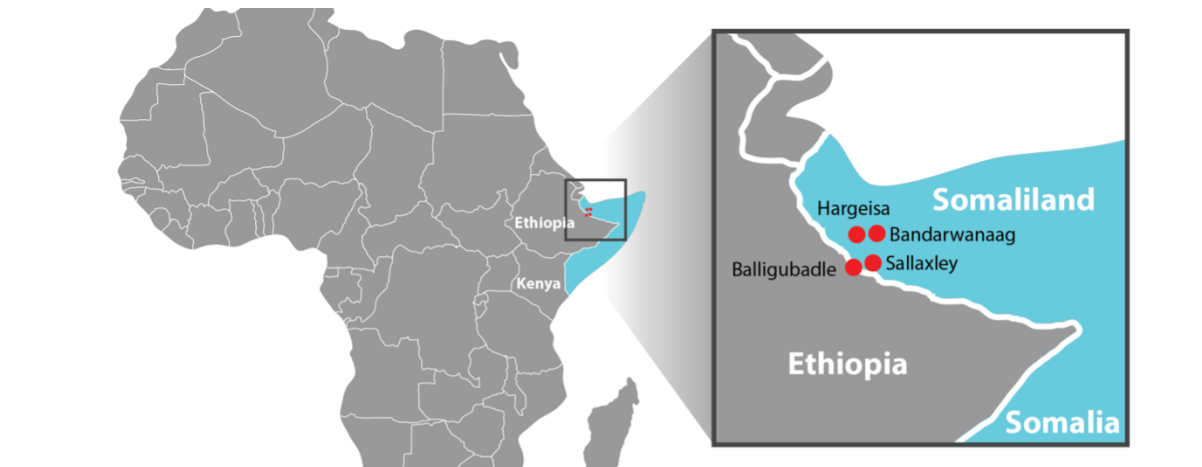 Ethiopia
Kenya
Somaliland
Hargeisa
Bandarwanaag
Sallaxley
Balligubadle
Ethiopia
Somalia